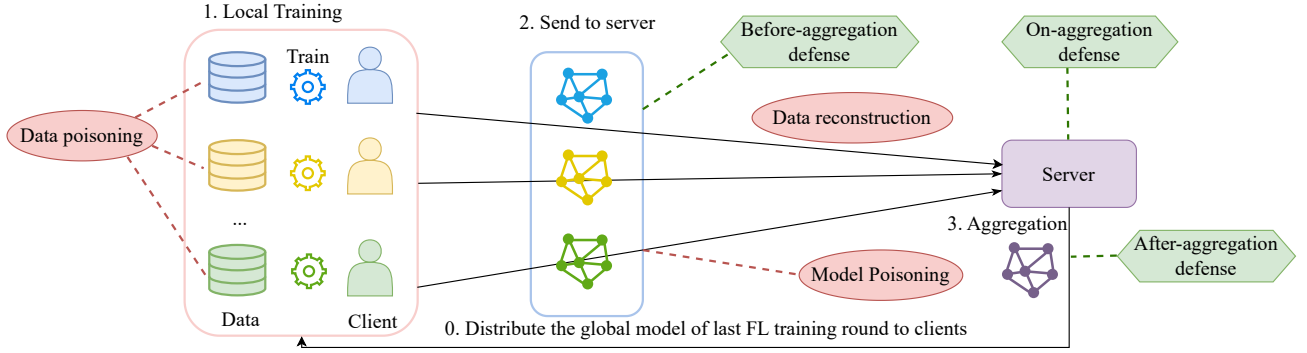 1. Local Training
2. Send to server
Before-aggregation
defense
On-aggregation
defense
Train
Data poisoning
Data reconstruction
Server
...
3. Aggregation
After-aggregation
defense
Model Poisoning
Data
Client
0. Distribute the global model of last FL training round to clients